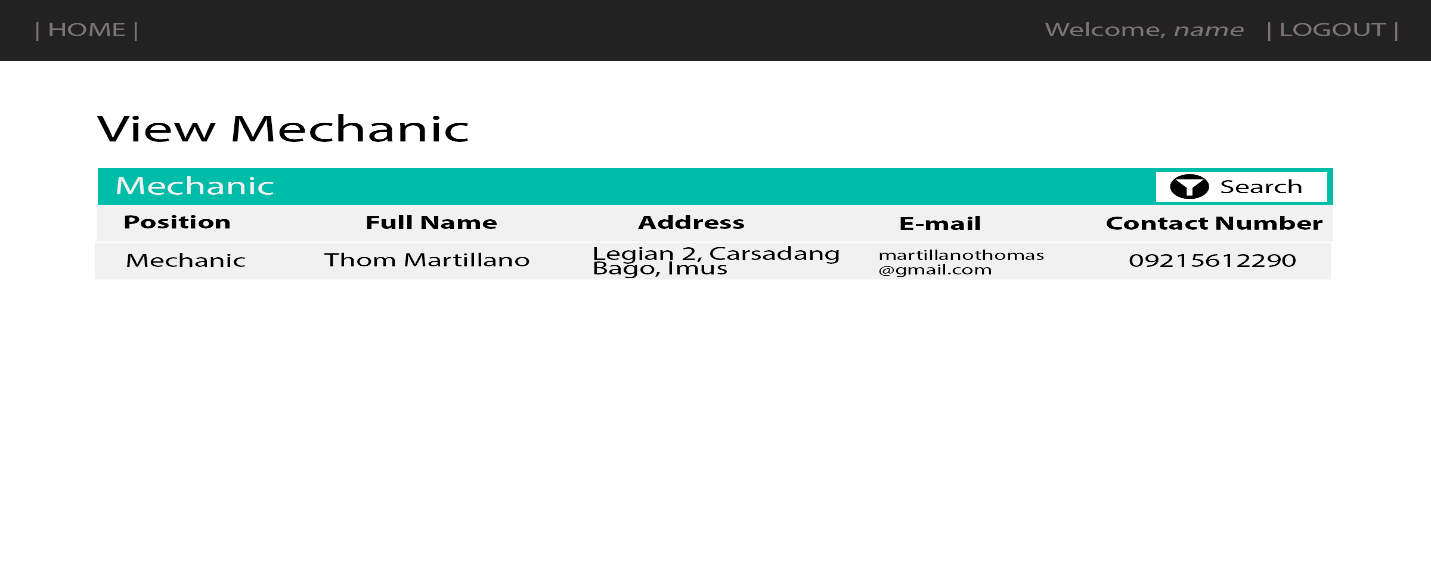 | HOME | Welcome, name | LOGOUT |
View Mechanic
Mechanic Search
Position Full Name Address E-mail Contact Number
Mechanic Thom Martillano Legian 2, Carsadang martillanothomas 09215612290
Bago, Imus @gmail.com